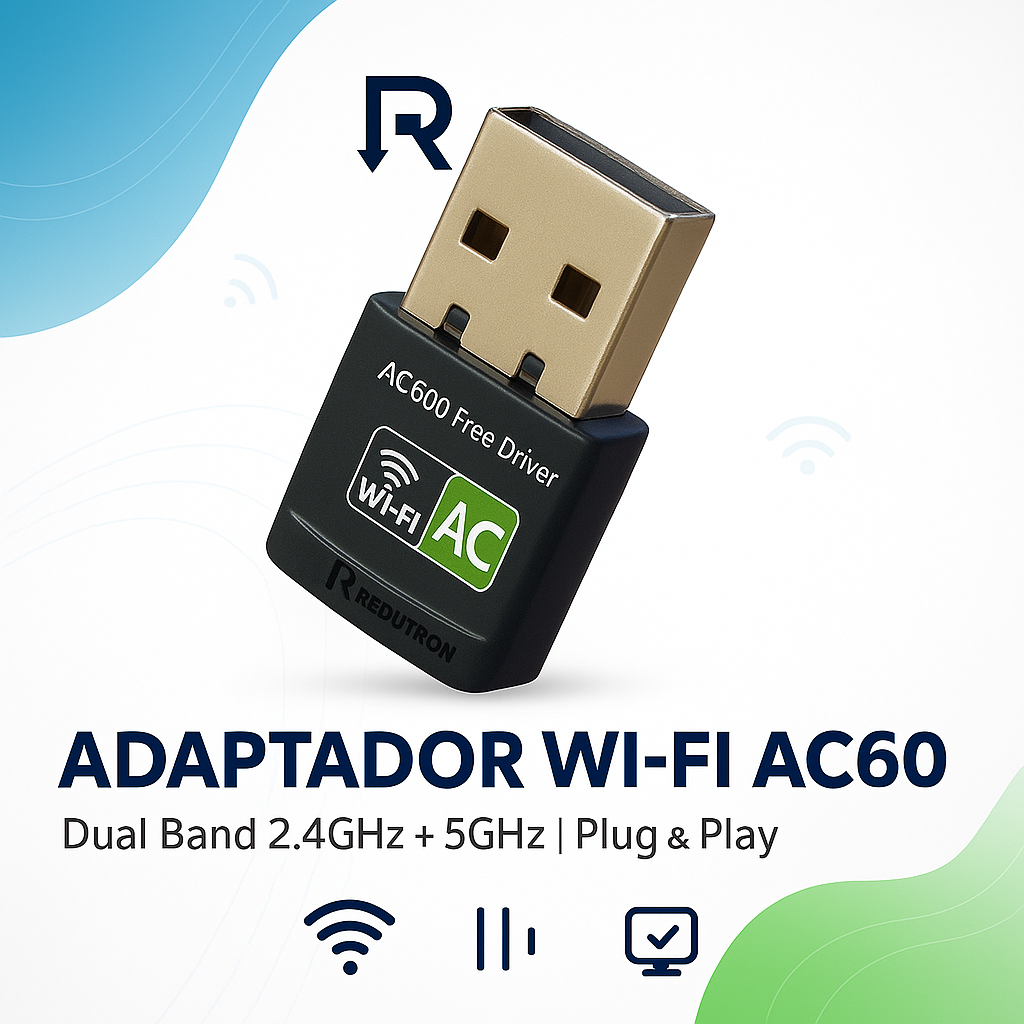 R
AC600 Free Driver
Wi-Fi AC
R REDUTRON
ADAPTADOR WI-FI AC60
Dual Band 2.4GHz + 5GHz | Plug & Play